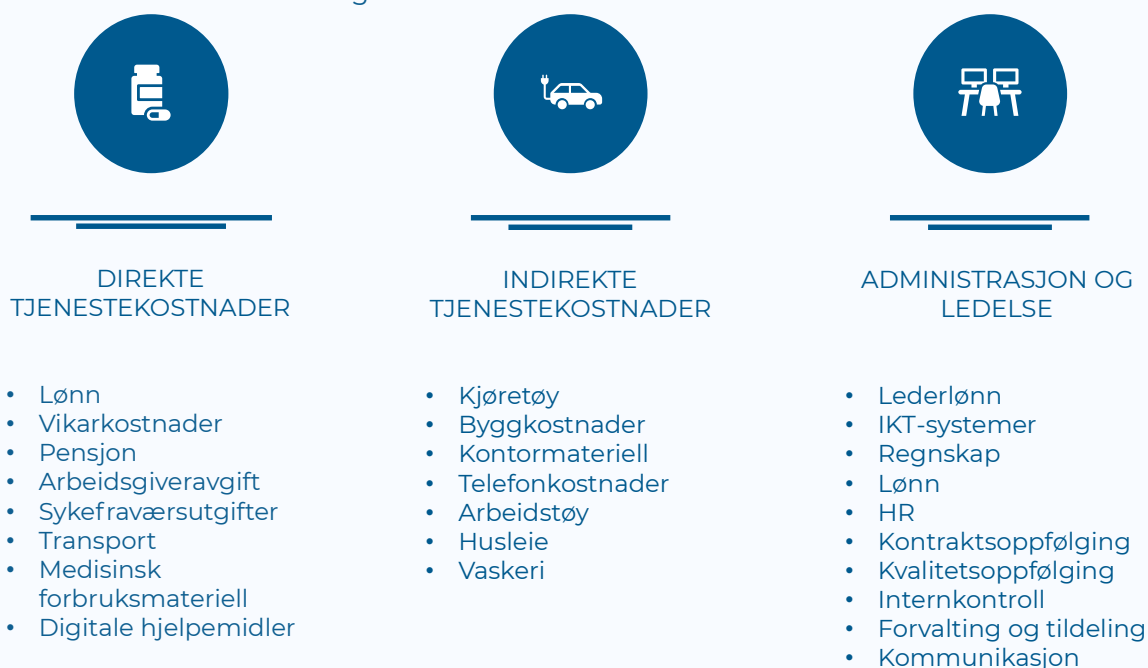 DIREKTE
TJENESTEKOSTNADER
• Lønn
• Vikarkostnader
• Pensjon
• Arbeidsgiveravgift
• Sykefraværsutgifter
• Transport
• Medisinsk
forbruksmateriell
• Digitale hjelpemidler
INDIREKTE
TJENESTEKOSTNADER
• Kjøretøy
• Byggkostnader
• Kontormateriell
• Telefonkostnader
• Arbeidstøy
• Husleie
• Vaskeri
ADMINISTRASJON OG
LEDELSE
• Lederlønn
• IKT-systemer
• Regnskap
• Lønn
• HR
• Kontraktsoppfølging
• Kvalitetsoppfølging
• Internkontroll
• Forvalting og tildeling
• Kommunikasjon